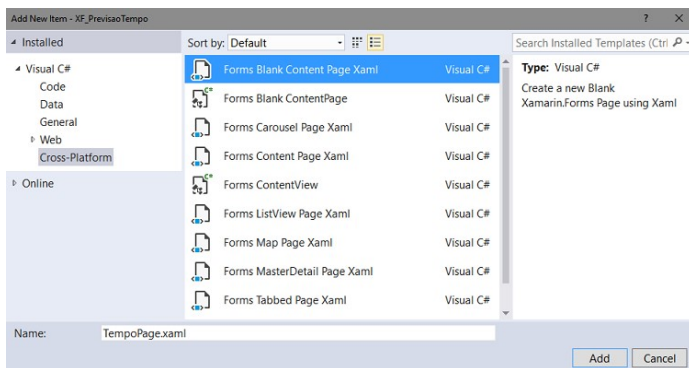 Add New Item - XF_PrevisaoTempo
? X
Installed
Sort by: Default
Search Installed Templates (Ctrl
Visual C#
Code
Data
General
Web
Cross-Platform
Online
Forms Blank Content Page Xaml Visual C#
Forms Blank ContentPage Visual C#
Forms Carousel Page Xaml Visual C#
Forms Content Page Xaml Visual C#
Forms ContentView Visual C#
Forms ListView Page Xaml Visual C#
Forms Map Page Xaml Visual C#
Forms MasterDetail Page Xaml Visual C#
Forms Tabbed Page Xaml Visual C#
Type: Visual C#
Create a new Blank
Xamarin.Forms Page using Xaml
Name: TempoPage.xaml
Add Cancel